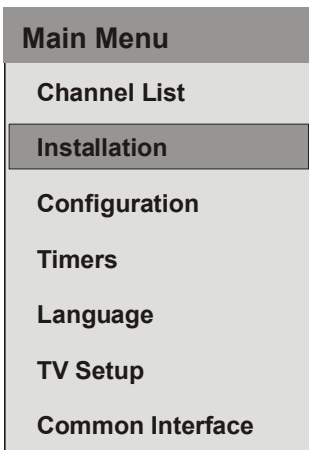 Main Menu
Channel List
Installation
Configuration
Timers
Language
TV Setup
Common Interface